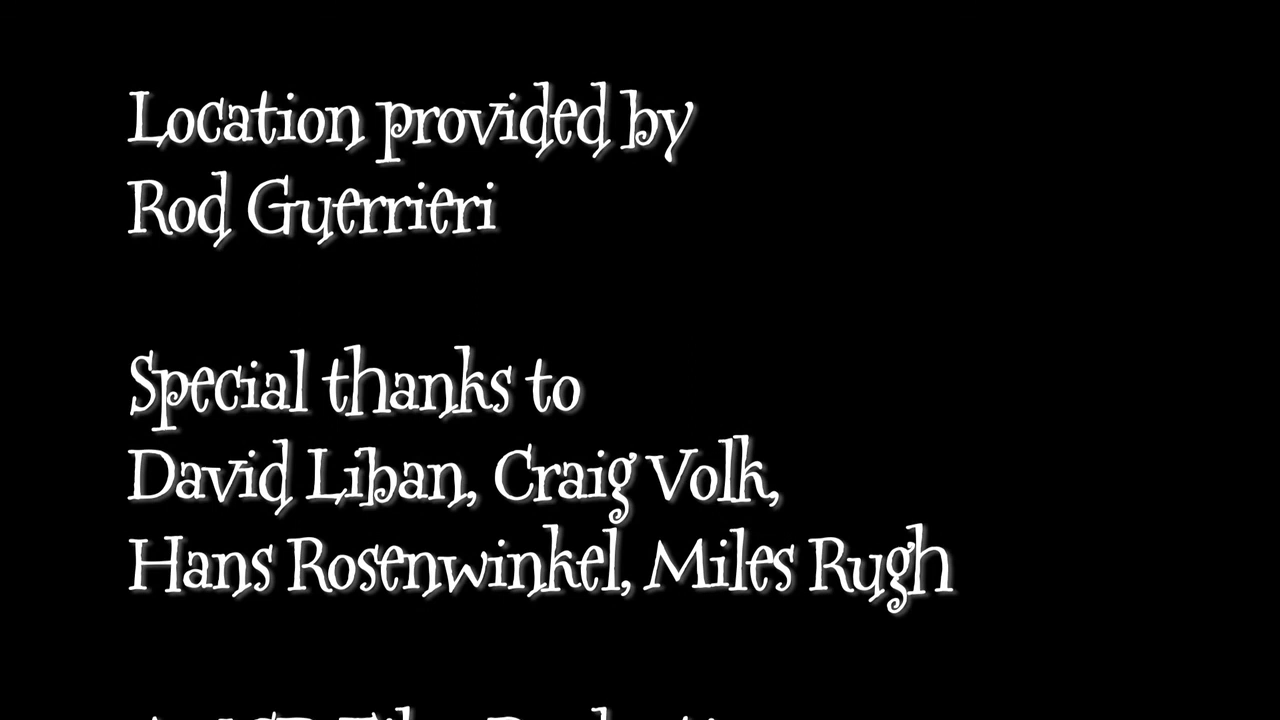 Location provided by
Rod Guerrieri
Special thanks to
David Liban, Craig Volk,
Hans Rosenwinkel, Miles Rugh